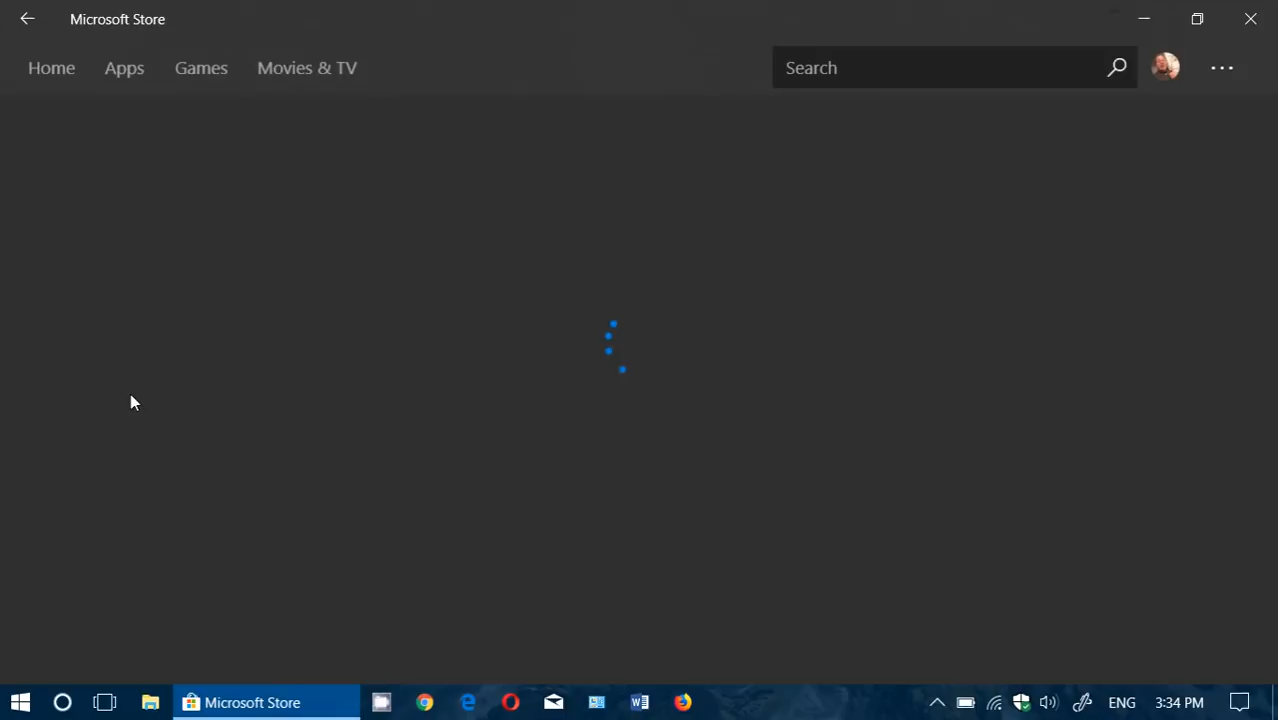 Microsoft Store
Home Apps Games Movies & TV
Search
Microsoft Store
ENG 3:34 PM